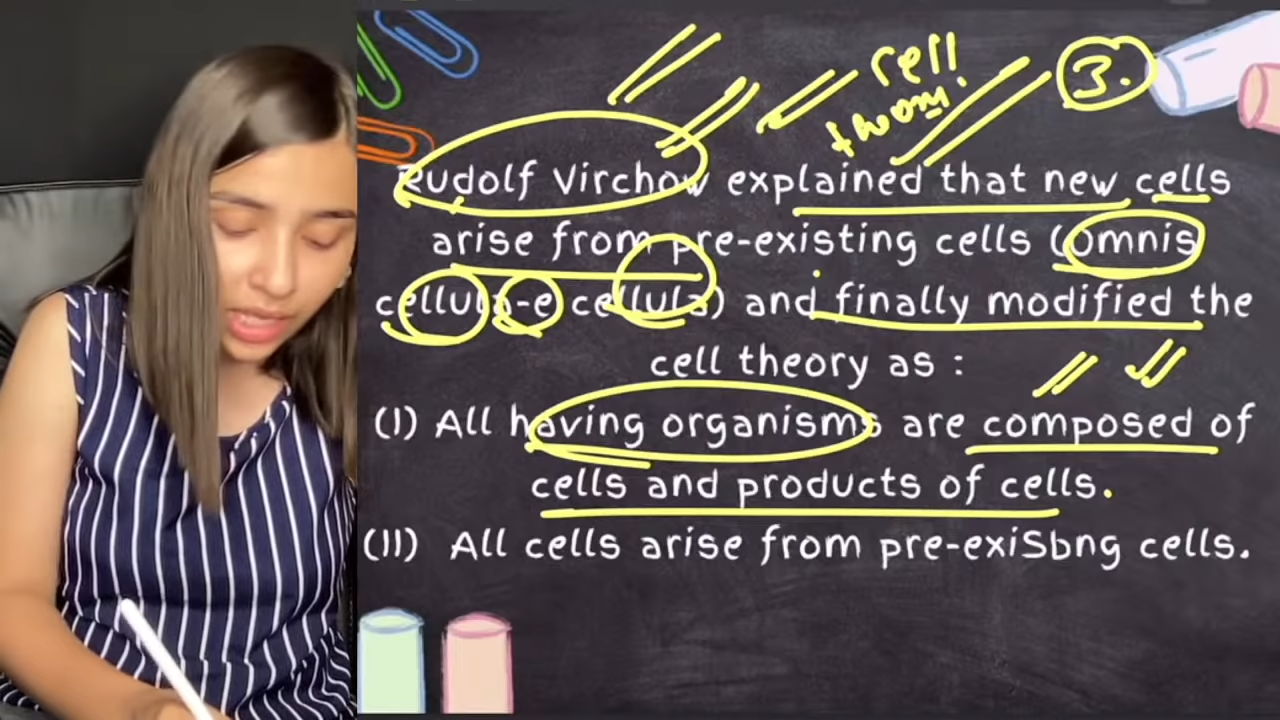 cell
3.
Rudolf Virchow explained that new cells
arise from pre-existing cells (omnis
cellula-e cellula) and finally modified the
cell theory as :
(I) All having organisms are composed of
cells and products of cells.
(II) All cells arise from pre-exiSbng cells.